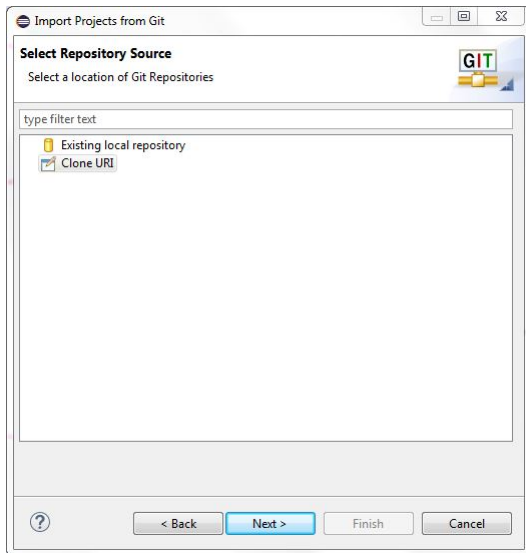 Import Projects from Git
Select Repository Source
Select a location of Git Repositories
GIT
type filter text
Existing local repository
Clone URI
?
< Back
Next >
Finish
Cancel